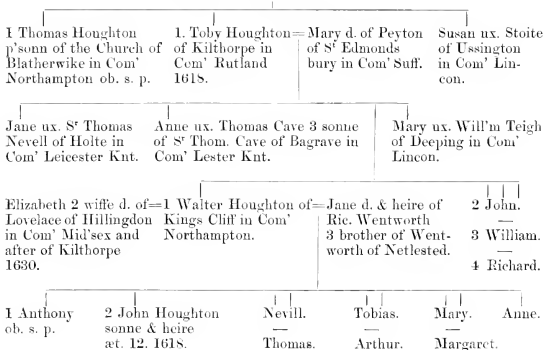 1 Thomas Houghton
p'sonn of the Church of
Blatherwike in Com'
Northampton ob. s. p.
1. Toby Houghton=
of Kilthorpe in
Com' Rutland
1618.
Mary d. of Peyton
of Sr Edmonds
bury in Com' Suff.
Susan ux. Stoite
of Ussington
in Com' Lin-
con.
Jane ux. Sr Thomas
Nevell of Holte in
Com' Leicester Knt.
Anne ux. Thomas Cave 3 sonne
of Sr Thom. Cave of Bagrave in
Com' Lester Knt.
Mary ux. Will'm Teigh
of Deeping in Com'
Lincon.
Elizabeth 2 wiffe d. of=
Lovelace of Hillingdon
in Com' Mid'sex and
after of Kilthorpe
1630.
1 Walter Houghton of=
Kings Cliff in Com'
Northampton.
Jane d. & heire of
Ric. Wentworth
3 brother of Went-
worth of Netlested.
2 John.
—
3 William.
—
4 Richard.
1 Anthony
ob. s. p.
2 John Houghton
sonne & heire
æt. 12. 1618.
Nevill.
—
Thomas.
Tobias.
—
Arthur.
Mary.
—
Margaret.
Anne.